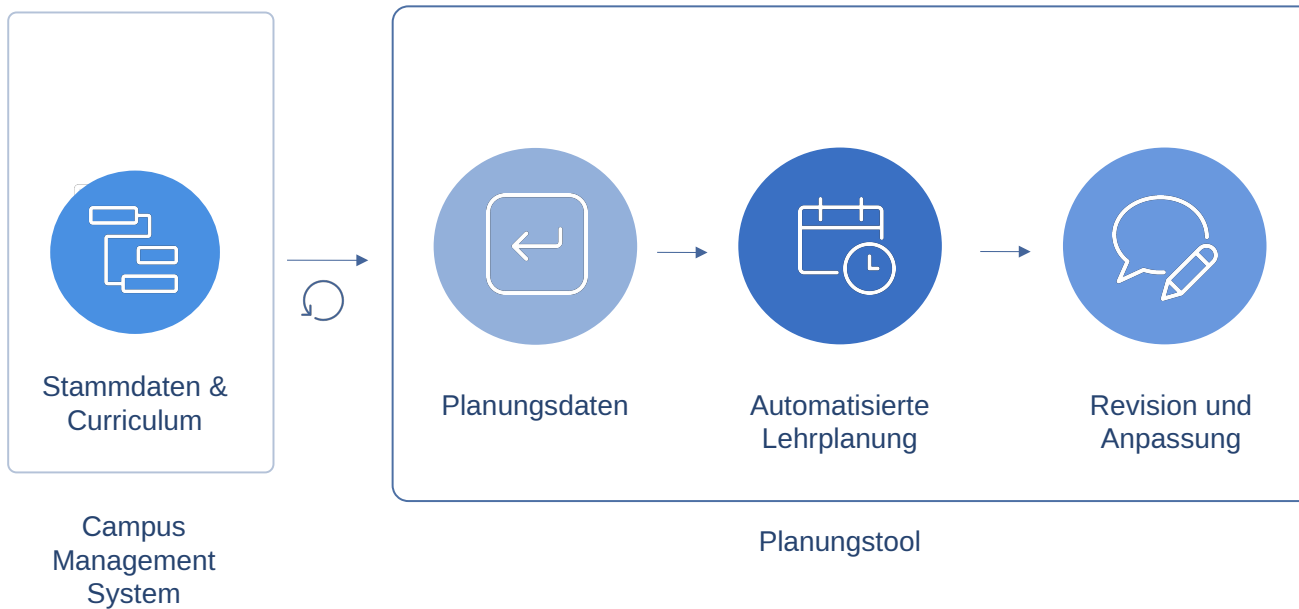 Stammdaten &
Curriculum
Campus
Management
System
Planungsdaten
Automatisierte
Lehrplanung
Revision und
Anpassung
Planungstool